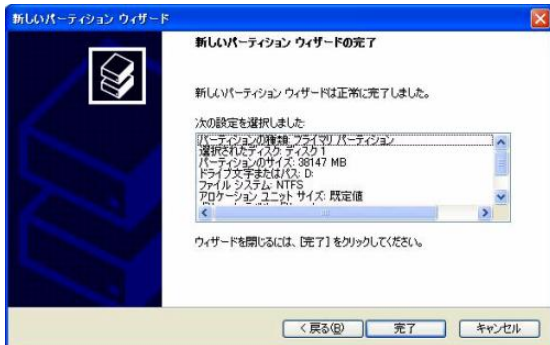 新しいパーティション ウィザード
新しいパーティション ウィザードの完了
新しいパーティション ウィザードは正常に完了しました。
次の設定を選択しました:
パーティションの種類: プライマリ パーティション
選択されたディスク: ディスク 1
パーティションのサイズ: 38147 MB
ドライブ文字またはパス: D:
ファイル システム: NTFS
アロケーション ユニット サイズ: 既定値
ウィザードを閉じるには、[完了] をクリックしてください。
< 戻る(B)
完了
キャンセル